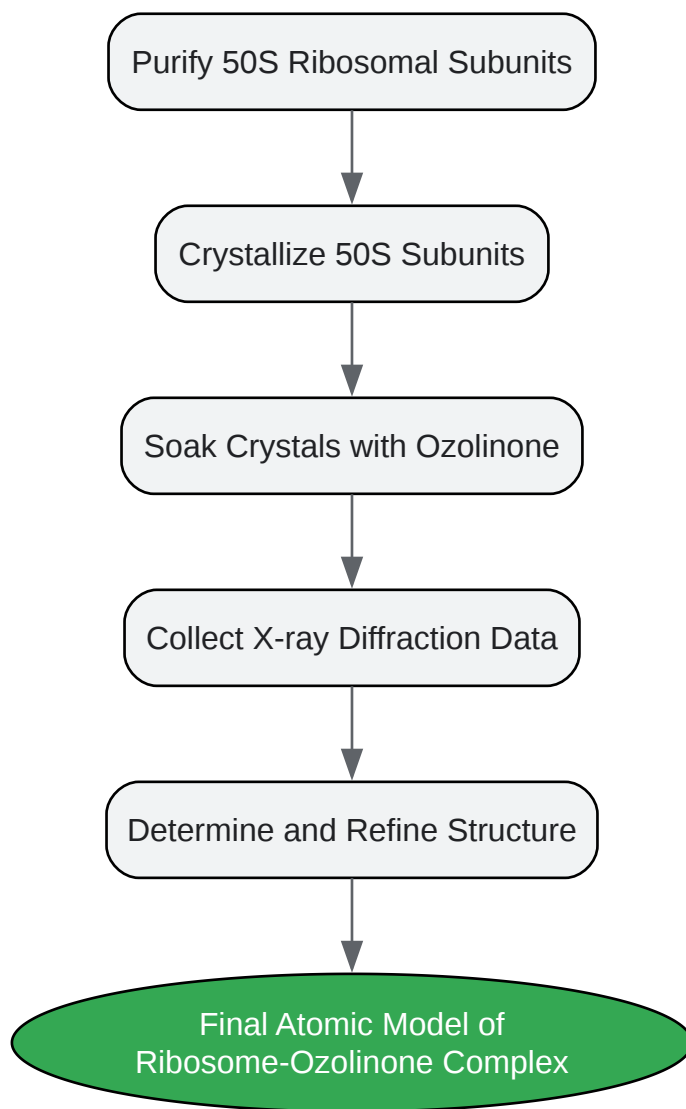 Purify 50S Ribosomal Subunits
Crystallize 50S Subunits
Soak Crystals with Ozolinone
Collect X-ray Diffraction Data
Determine and Refine Structure
Final Atomic Model of
Ribosome-Ozolinone Complex